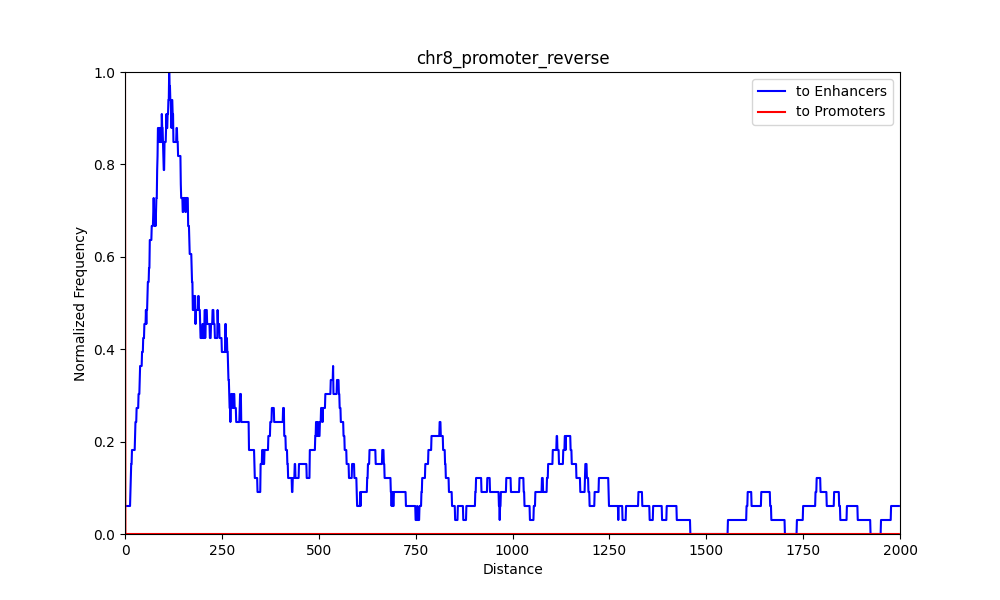 chr8_promoter_reverse
to Enhancers
to Promoters
Normalized Frequency
1.0
0.8
0.6
0.4
0.2
0.0
0 250 500 750 1000 1250 1500 1750 2000
Distance